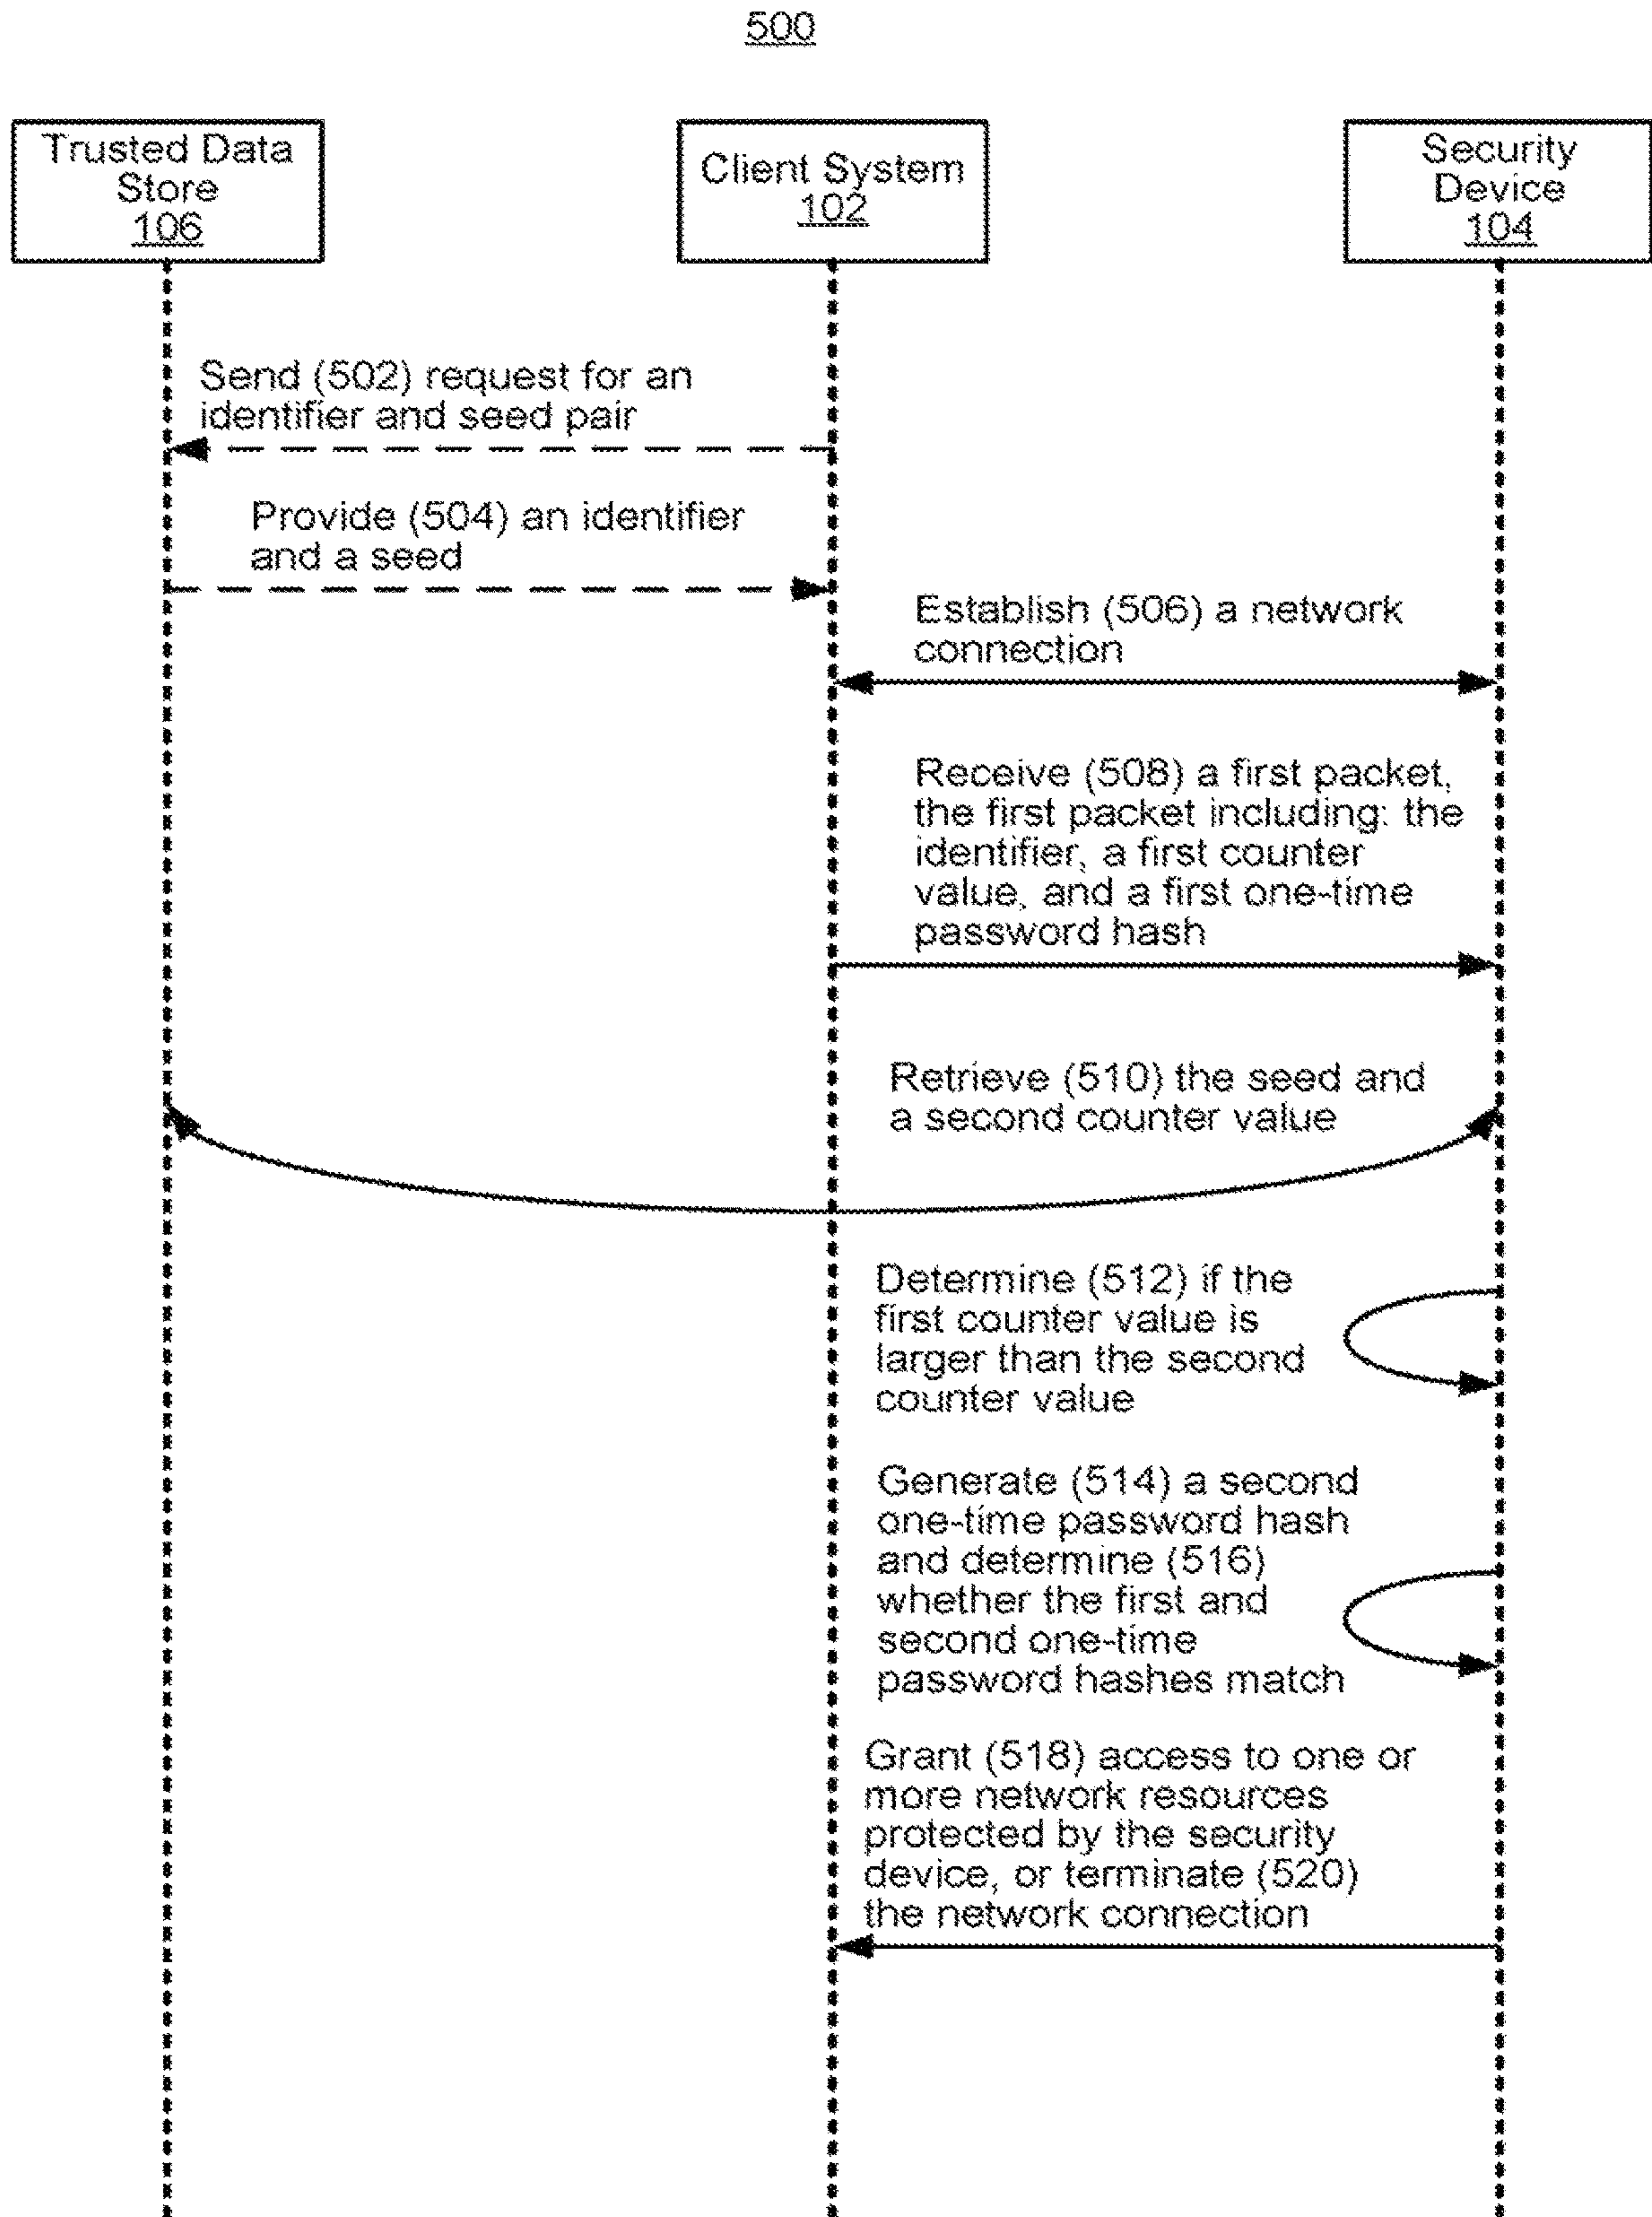 500
Trusted Data
Store
106
Client System
102
Security
Device
104
Send (502) request for an
identifier and seed pair
Provide (504) an identifier
and a seed
Establish (506) a network
connection
Receive (508) a first packet,
the first packet including: the
identifier, a first counter
value, and a first one-time
password hash
Retrieve (510) the seed and
a second counter value
Determine (512) if the
first counter value is
larger than the second
counter value
Generate (514) a second
one-time password hash
and determine (516)
whether the first and
second one-time
password hashes match
Grant (518) access to one or
more network resources
protected by the security
device, or terminate (520)
the network connection